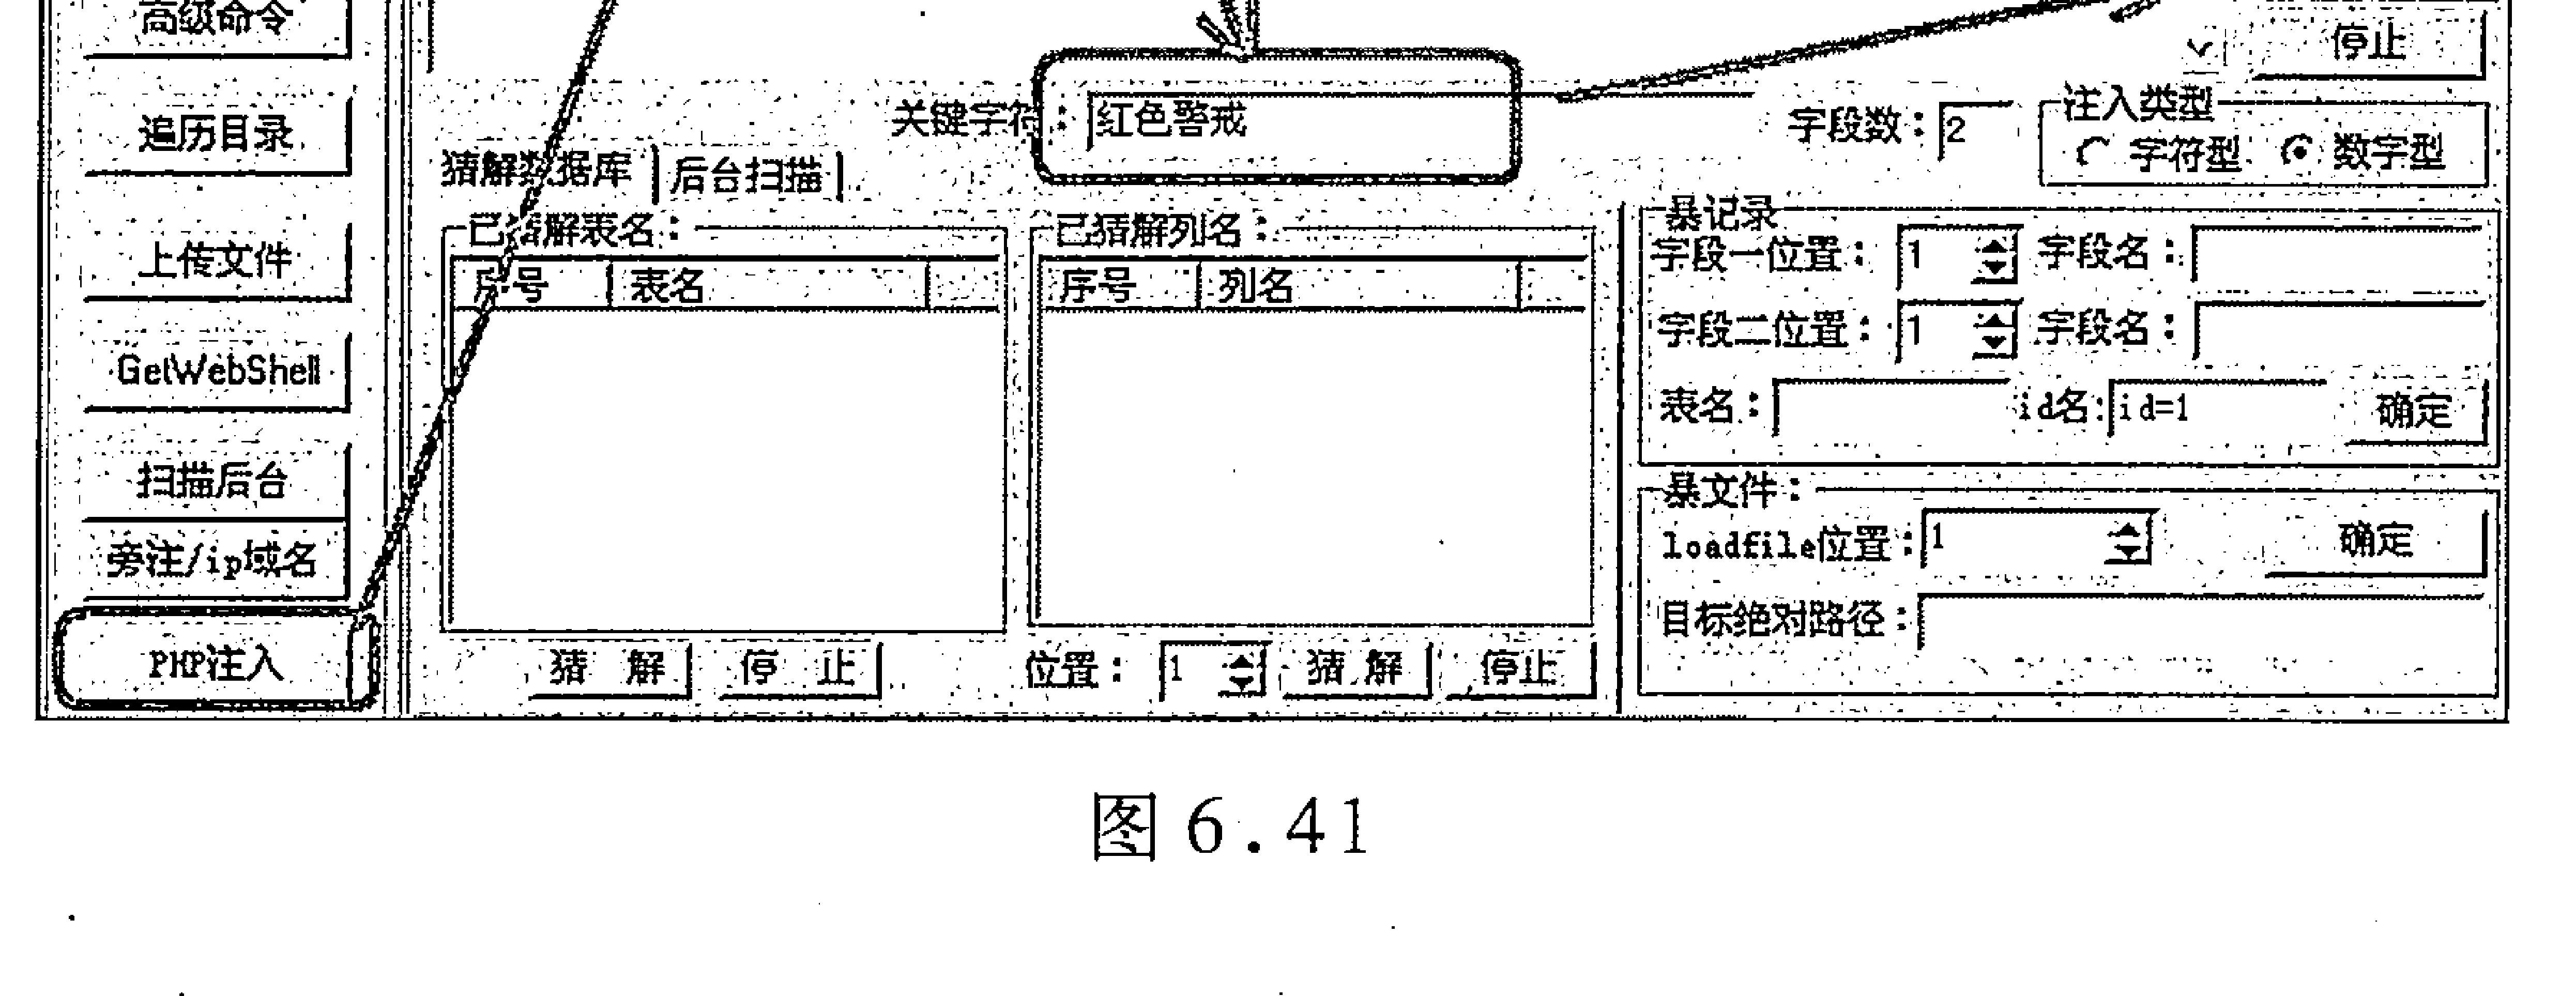 高级命令
停止
遍历目录
关键字符：
红色警戒
字段数：
2
注入类型
字符型
数字型
猜解数据库
后台扫描
上传文件
已猜解表名：
序号
表名
已猜解列名：
序号
列名
暴记录
字段一位置：
1
字段名：
字段二位置：
1
字段名：
GetWebShell
表名：
id名:
id=1
确定
扫描后台
暴文件：
loadfile位置：
1
确定
旁注/ip域名
目标绝对路径：
PHP注入
猜 解
停 止
位置：
1
猜 解
停止
图 6.41